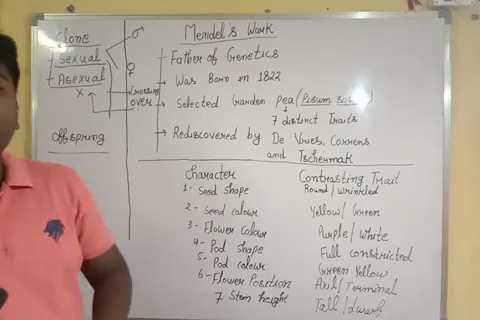 Clone
Sexual
Asexual
x
Offspring
♂
♀
Crossing
over
Mendel's Work
Father of Genetics
Was Born in 1822
Selected Garden pea (Pisum
7 distinct Traits
Rediscovered by De Vries, Correns
and Tschermak
Character Contrasting Trait
1- Seed shape Round/wrinkled
2- Seed colour Yellow/Green
3- Flower Colour Purple/White
4- Pod shape Full constricted
5- Pod colour Green Yellow
6- Flower Position Axil/Terminal
7 Stem height Tall/dwarf